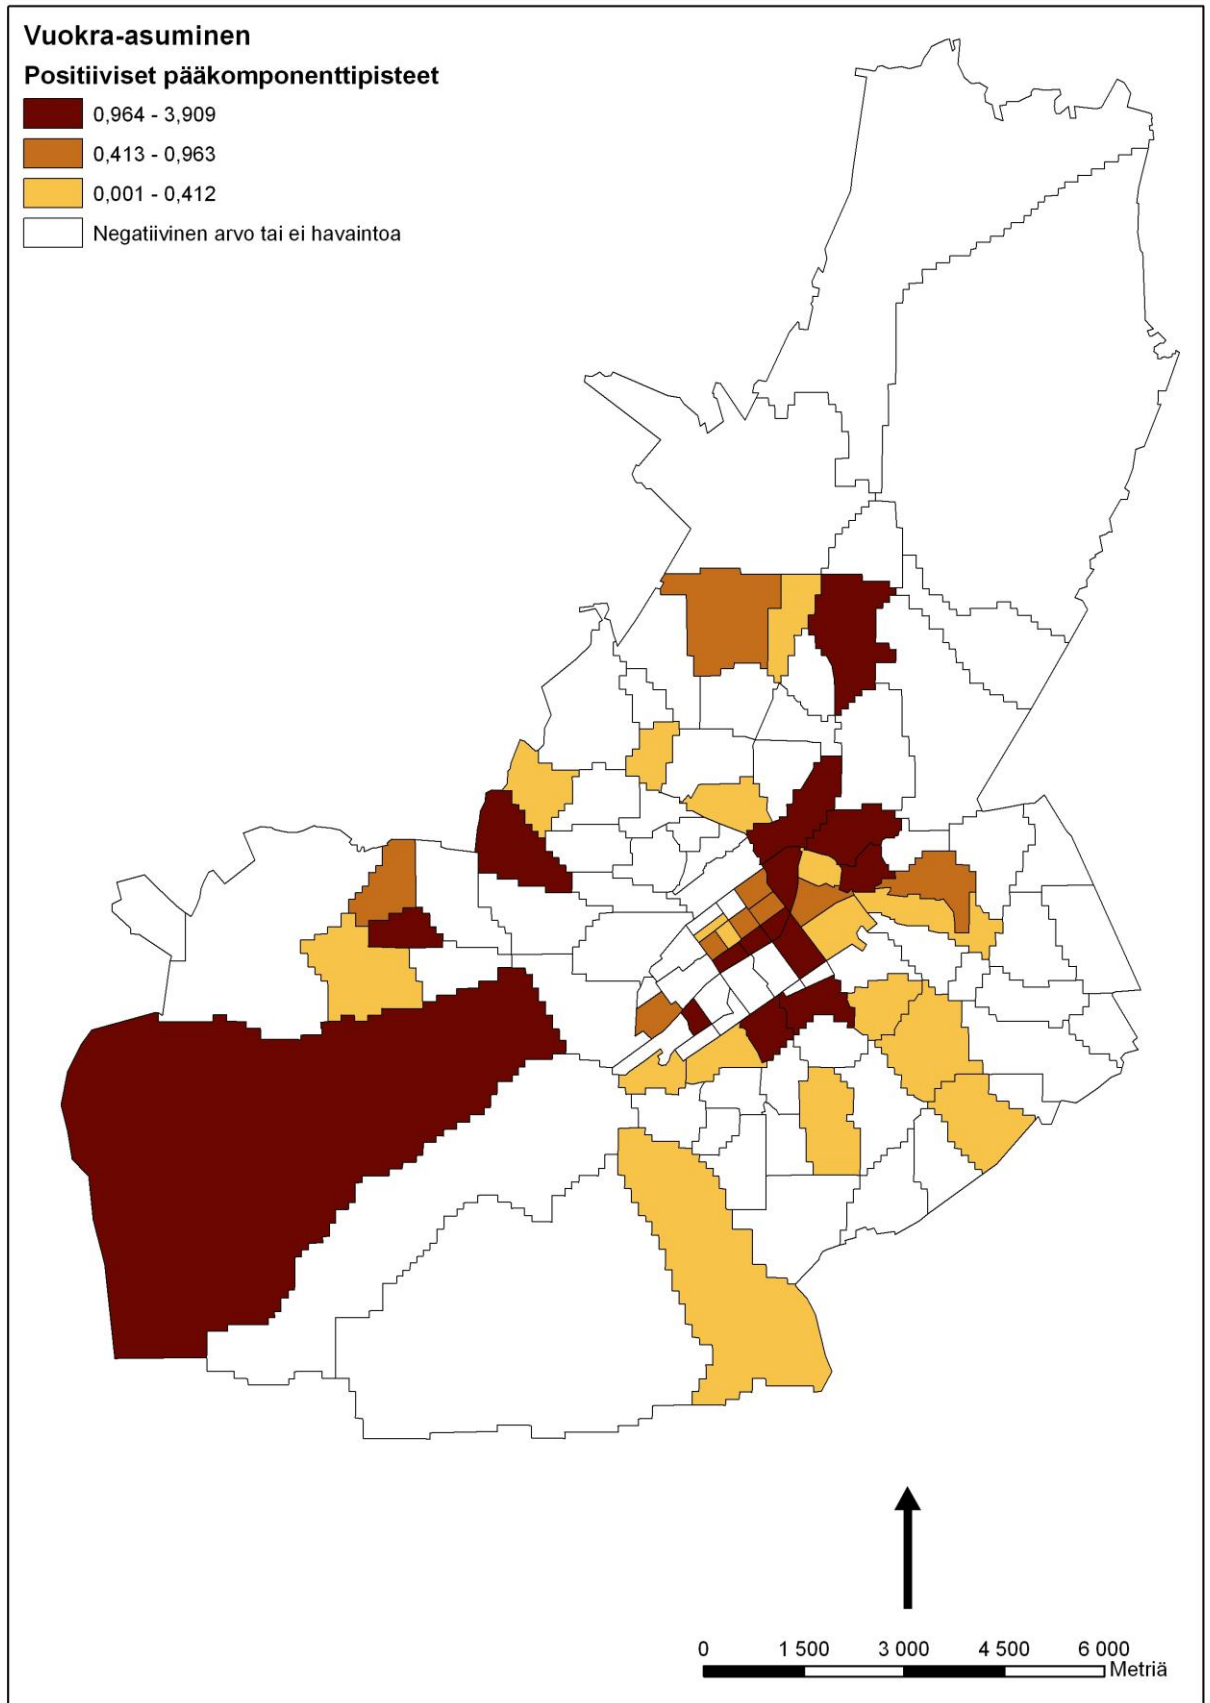 Vuokra-asuminen
Positiiviset pääkomponenttipisteet
0,964 - 3,909
0,413 - 0,963
0,001 - 0,412
Negatiivinen arvo tai ei havaintoa
0 1 500 3 000 4 500 6 000
Metriä